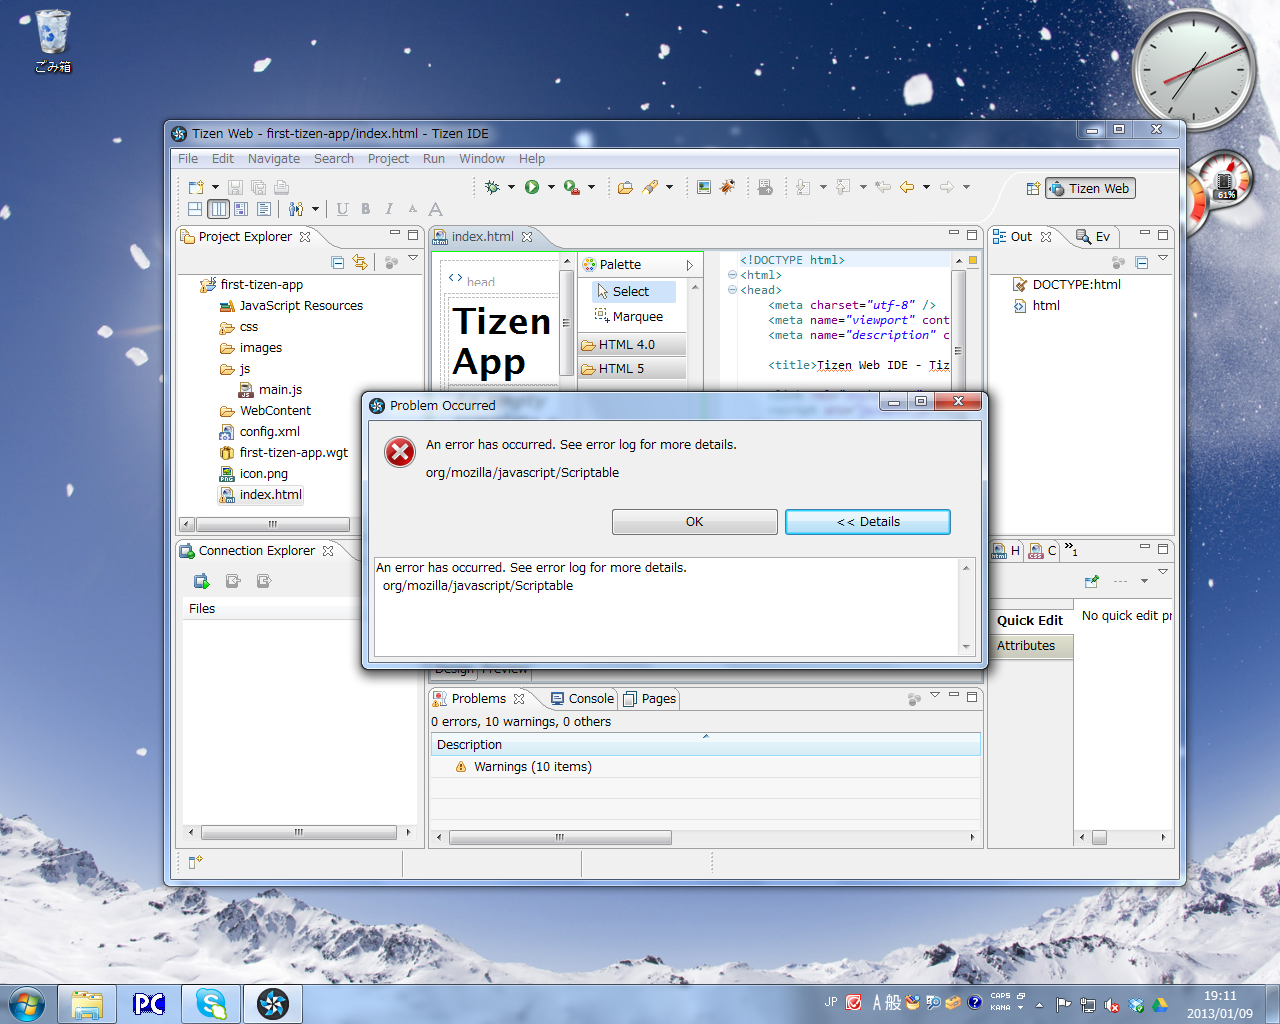 ごみ箱
61%
Tizen Web - first-tizen-app/index.html - Tizen IDE
File Edit Navigate Search Project Run Window Help
Tizen Web
U B I A A
Project Explorer
first-tizen-app
JavaScript Resources
css
images
js
main.js
WebContent
config.xml
first-tizen-app.wgt
icon.png
index.html
index.html
<> head
Tizen
App
Palette
Select
Marquee
HTML 4.0
HTML 5
<!DOCTYPE html>
<html>
<head>
<meta charset="utf-8" />
<meta name="viewport" cont
<meta name="description" c
<title>Tizen Web IDE - Tiz
Out Ev
DOCTYPE:html
html
Problem Occurred
An error has occurred. See error log for more details.
org/mozilla/javascript/Scriptable
OK << Details
An error has occurred. See error log for more details.
org/mozilla/javascript/Scriptable
Connection Explorer
Files
H C »1
Quick Edit
Attributes
No quick edit pr
Design Preview
Problems Console Pages
0 errors, 10 warnings, 0 others
Description
Warnings (10 items)
PC
JP A 般 CAPS KANA
19:11
2013/01/09